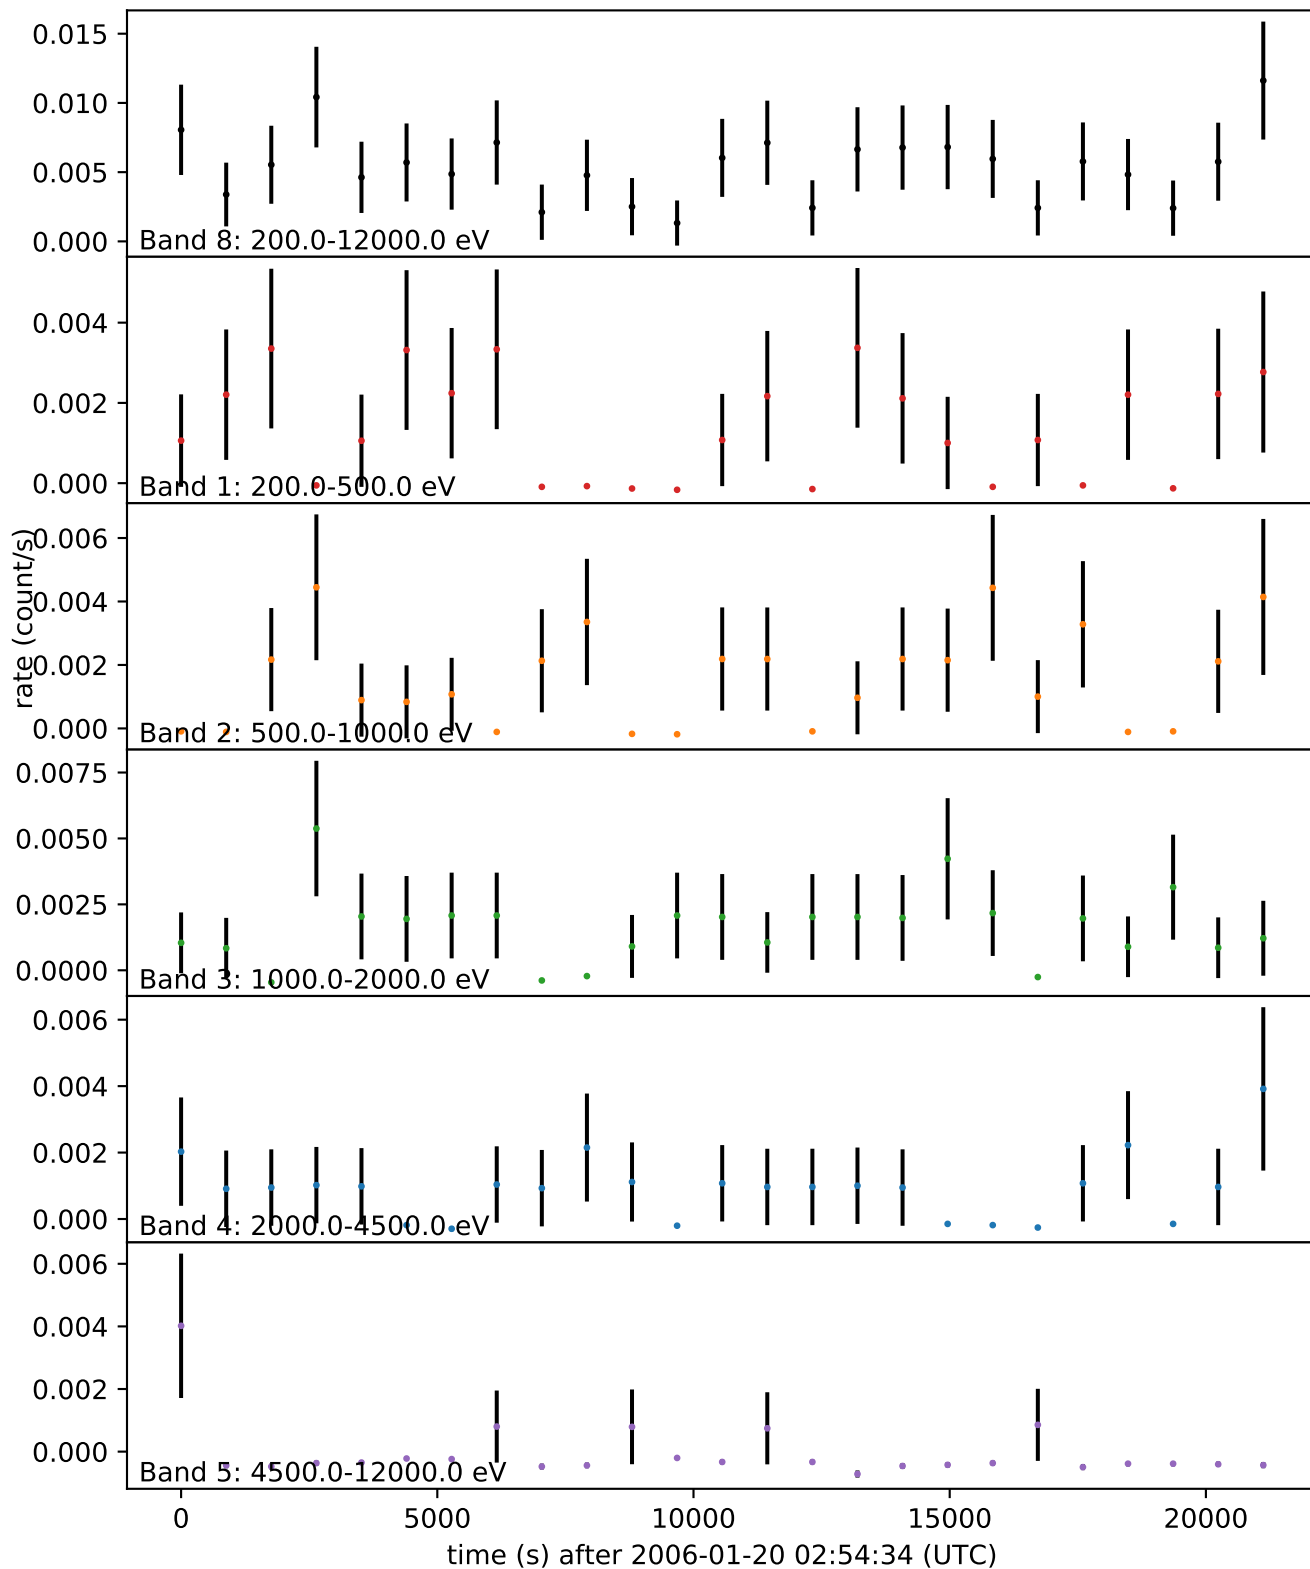 0.015
0.010
0.005
0.000
Band 8: 200.0-12000.0 eV
0.004
0.002
0.000
Band 1: 200.0-500.0 eV
rate (count/s)
0.006
0.004
0.002
0.000
Band 2: 500.0-1000.0 eV
0.0075
0.0050
0.0025
0.0000
Band 3: 1000.0-2000.0 eV
0.006
0.004
0.002
0.000
Band 4: 2000.0-4500.0 eV
0.006
0.004
0.002
0.000
Band 5: 4500.0-12000.0 eV
0 5000 10000 15000 20000
time (s) after 2006-01-20 02:54:34 (UTC)